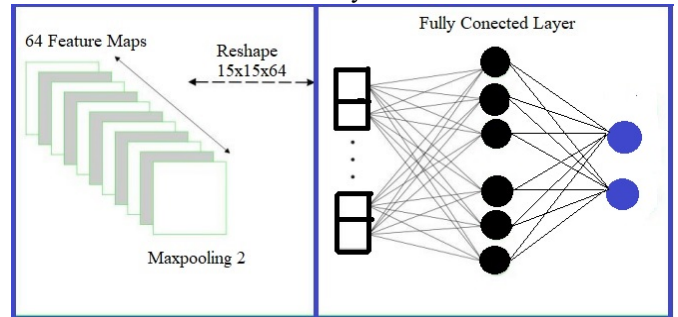 64 Feature Maps
Reshape
15x15x64
Maxpooling 2
Fully Conected Layer